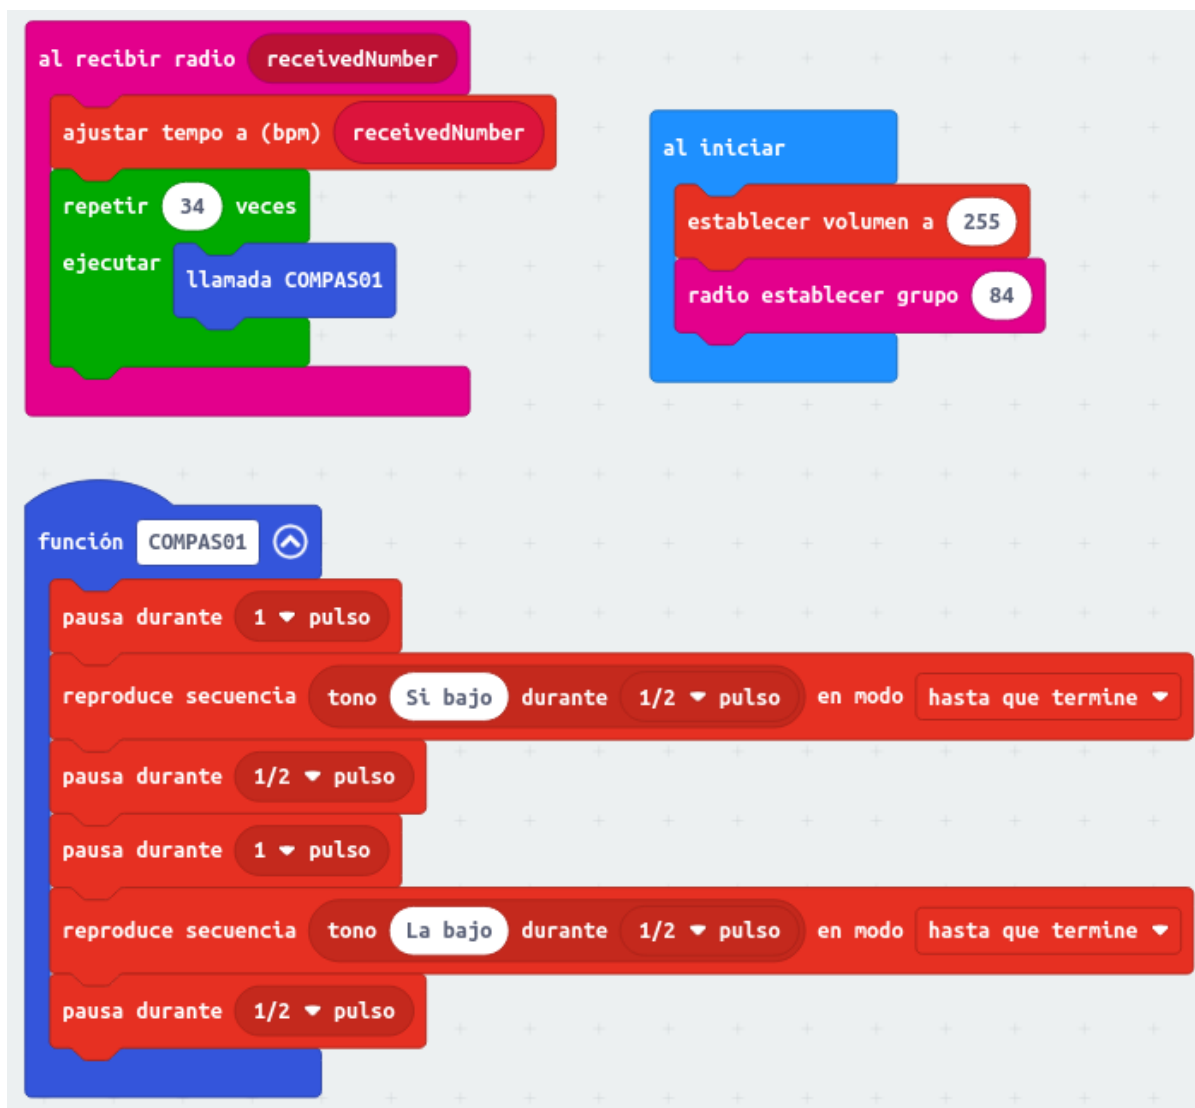 al recibir radio receivedNumber
ajustar tempo a (bpm) receivedNumber
repetir 34 veces
ejecutar llamada COMPAS01
al iniciar
establecer volumen a 255
radio establecer grupo 84
función COMPAS01
pausa durante 1 pulso
reproduce secuencia tono Si bajo durante 1/2 pulso en modo hasta que termine
pausa durante 1/2 pulso
pausa durante 1 pulso
reproduce secuencia tono La bajo durante 1/2 pulso en modo hasta que termine
pausa durante 1/2 pulso